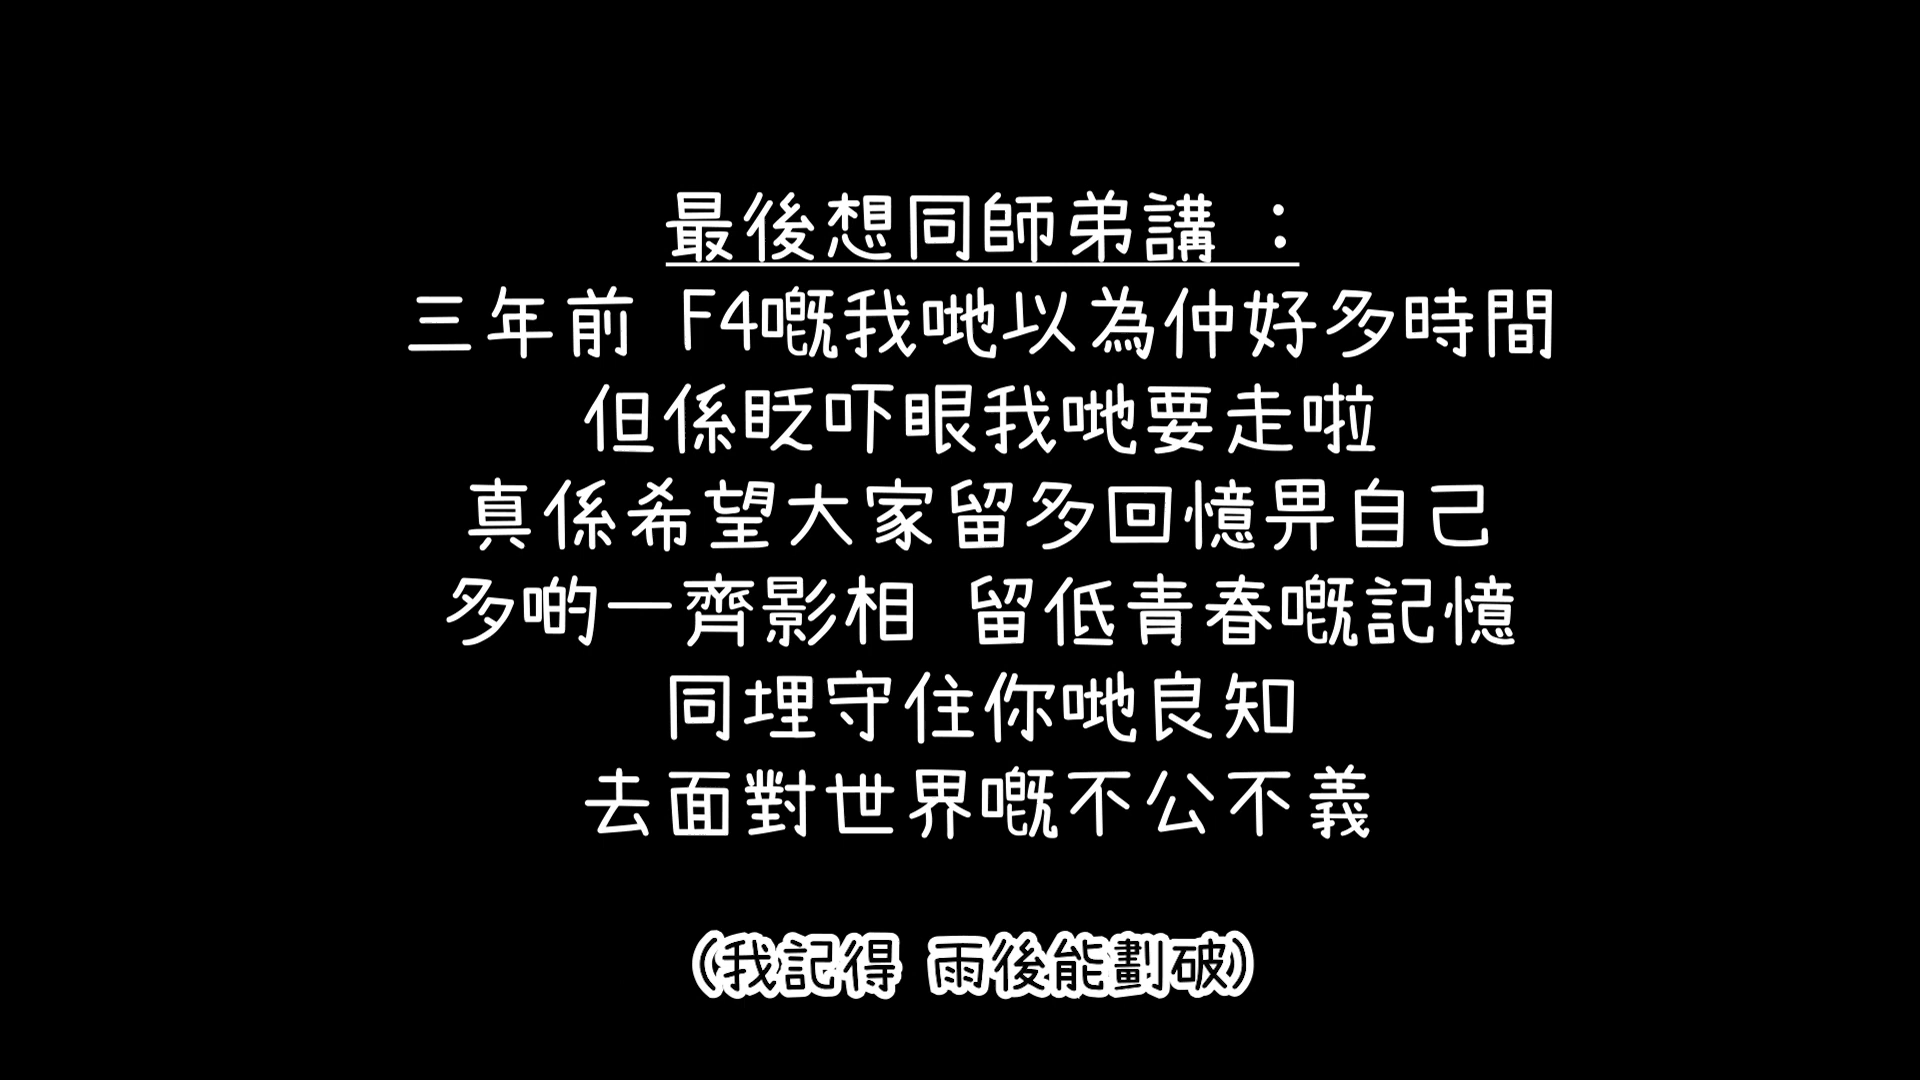 最後想同師弟講 ：
三年前 F4嘅我哋以為仲好多時間
但係眨吓眼我哋要走啦
真係希望大家留多回憶畀自己
多啲一齊影相 留低青春嘅記憶
同埋守住你哋良知
去面對世界嘅不公不義
(我記得 雨後能劃破)